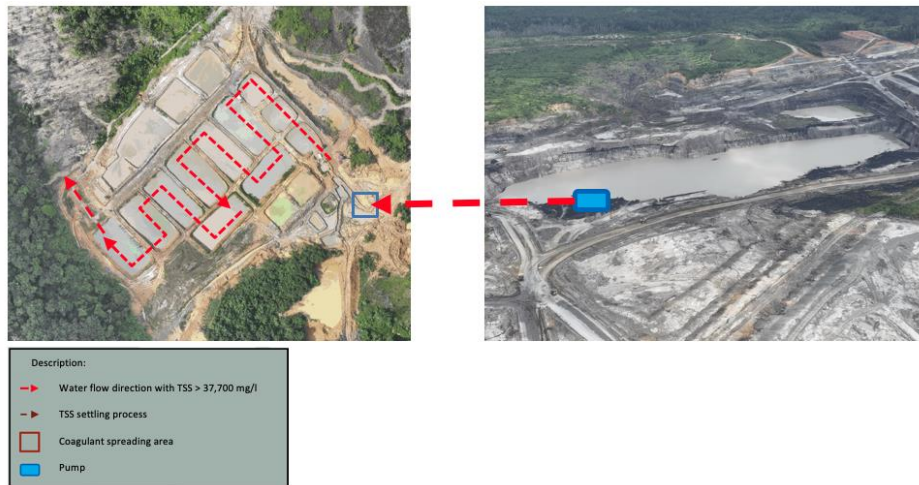 Description:
Water flow direction with TSS > 37,700 mg/l
TSS settling process
Coagulant spreading area
Pump